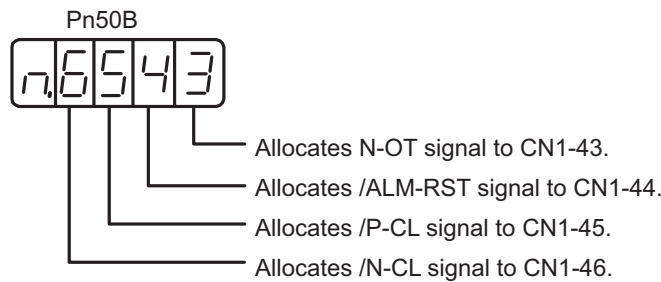 Pn50B
n.6543
Allocates N-OT signal to CN1-43.
Allocates /ALM-RST signal to CN1-44.
Allocates /P-CL signal to CN1-45.
Allocates /N-CL signal to CN1-46.